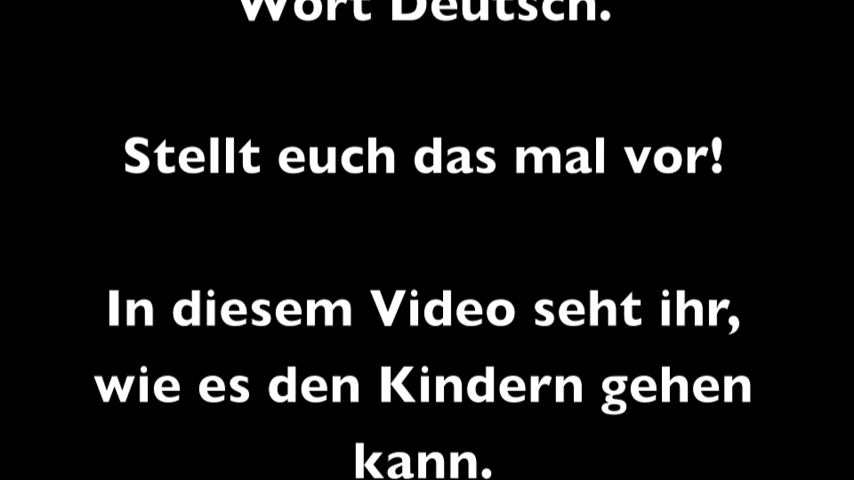 Wort Deutsch.
Stellt euch das mal vor!
In diesem Video seht ihr,
wie es den Kindern gehen
kann.